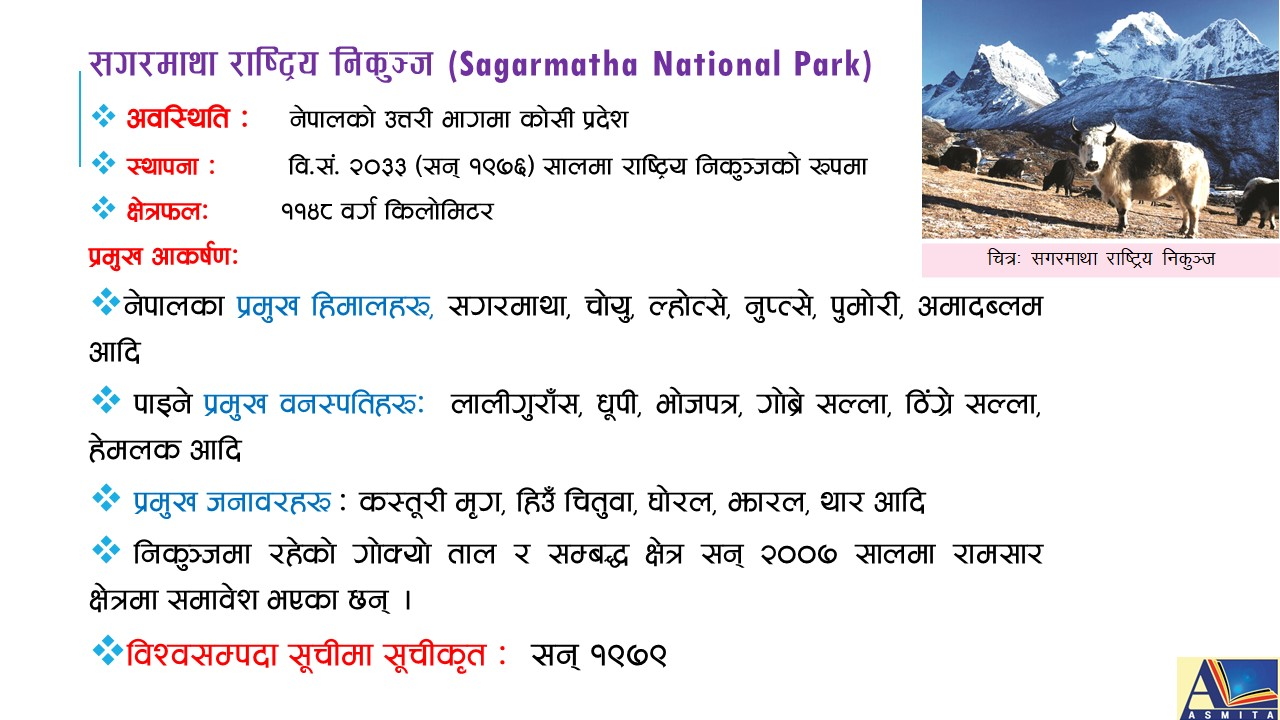 सगरमाथा राष्ट्रिय निकुञ्ज (Sagarmatha National Park)
❖ अवस्थिति : नेपालको उत्तरी भागमा कोसी प्रदेश
❖ स्थापना : वि.सं. २०३३ (सन् १९७६) सालमा राष्ट्रिय निकुञ्जको रुपमा
❖ क्षेत्रफल: ११४८ वर्ग किलोमिटर
प्रमुख आकर्षण:
चित्र: सगरमाथा राष्ट्रिय निकुञ्ज
❖नेपालका प्रमुख हिमालहरु, सगरमाथा, चोयु, ल्होत्से, नुप्त्से, पुमोरी, अमादब्लम
आदि
❖ पाइने प्रमुख वनस्पतिहरु: लालीगुराँस, धूपी, भोजपत्र, गोब्रे सल्ला, ठिंग्रे सल्ला,
हेमलक आदि
❖ प्रमुख जनावरहरु : कस्तूरी मृग, हिउँ चितुवा, घोरल, झारल, थार आदि
❖ निकुञ्जमा रहेको गोक्यो ताल र सम्बद्ध क्षेत्र सन् २००७ सालमा रामसार
क्षेत्रमा समावेश भएका छन् ।
❖विश्वसम्पदा सूचीमा सूचीकृत : सन् १९७९
ASMITA